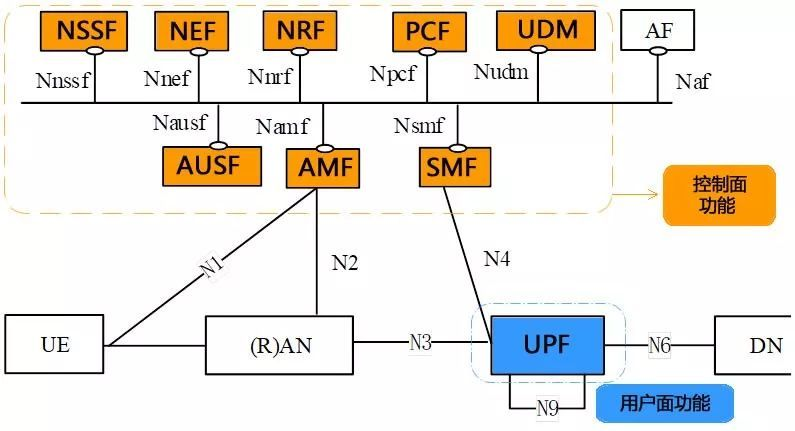 NSSF NEF NRF PCF UDM AF
Nnssf Nnef Nnrf Npcf Nudm Naf
Nausf Namf Nsmf
AUSF AMF SMF
控制面
功能
N1 N2 N4
UE (R)AN N3 UPF N6 DN
N9
用户面功能